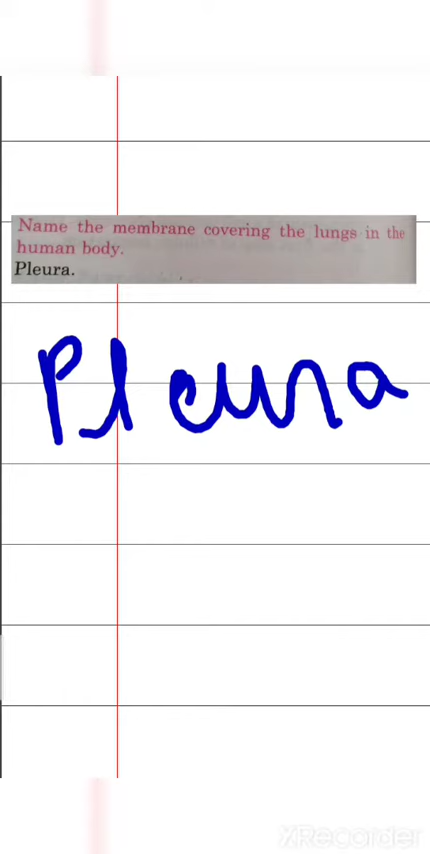 Name the membrane covering the lungs in the
human body.
Pleura.
Pleura
XRecorder